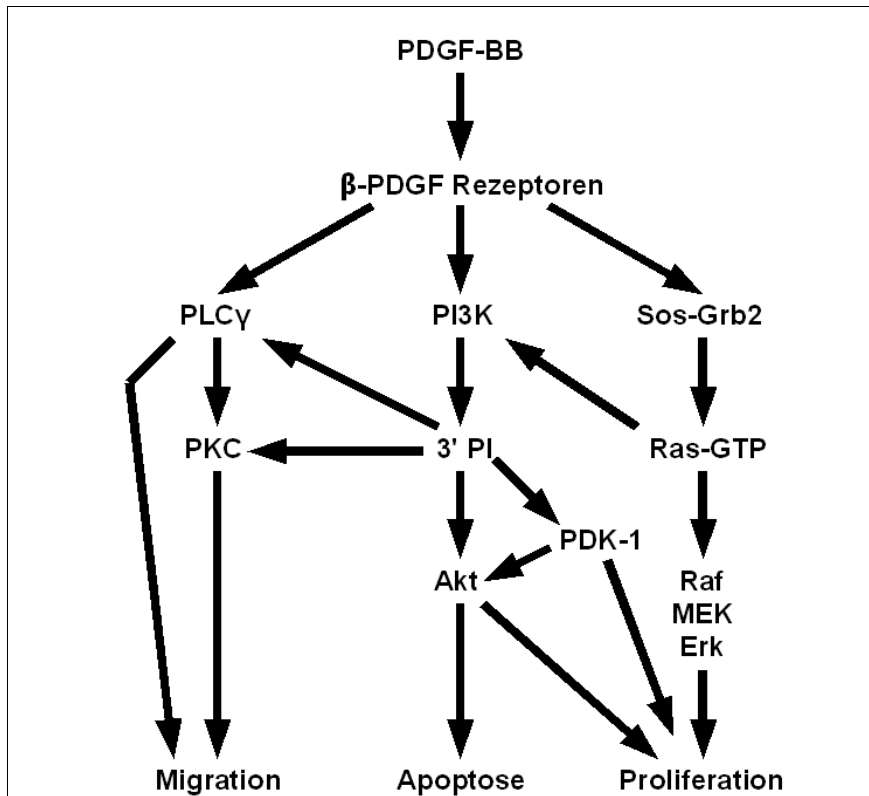 PDGF-BB
β-PDGF Rezeptoren
PLCγ
PI3K
Sos-Grb2
PKC
3' PI
Ras-GTP
PDK-1
Akt
Raf
MEK
Erk
Migration
Apoptose
Proliferation